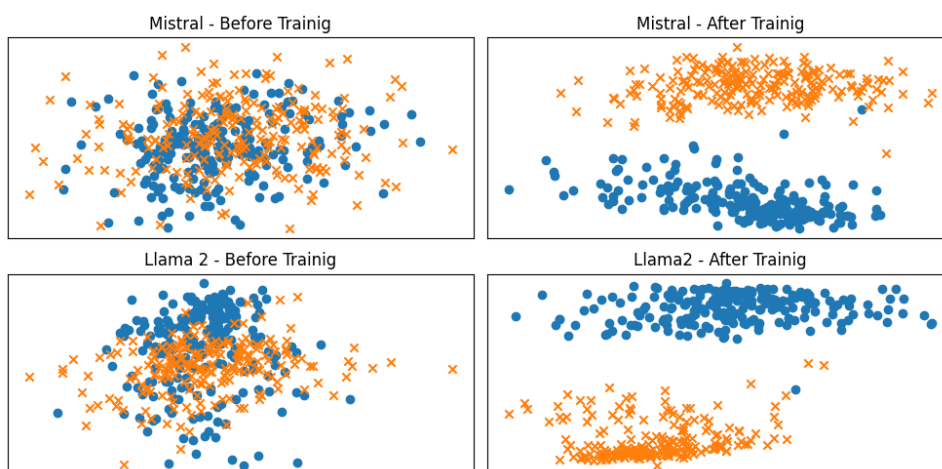 Mistral - Before Trainig
Mistral - After Trainig
Llama 2 - Before Trainig
Llama2 - After Trainig